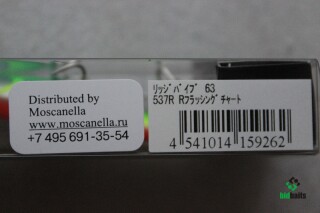 Distributed by
Moscanella
www.moscanella.ru
+7 495 691-35-54
ﾘｯｼﾞﾊﾞｲﾌﾞ 63
537R Rﾌﾗｯｼﾝｸﾞﾁｬｰﾄ
4 541014 159262